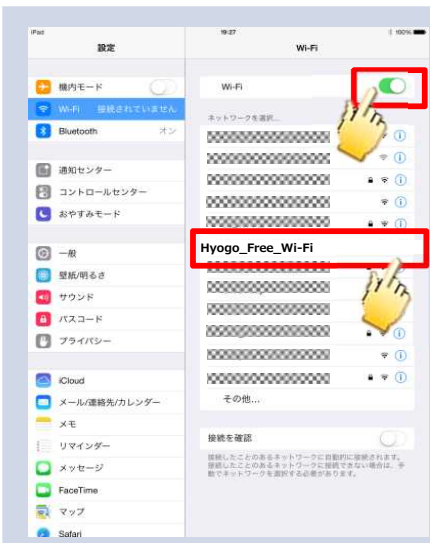 iPad
19:27
100%
設定
Wi-Fi
機内モード
Wi-Fi 接続されていません
Bluetooth オン
通知センター
コントロールセンター
おやすみモード
一般
壁紙/明るさ
サウンド
パスコード
プライバシー
iCloud
メール/連絡先/カレンダー
メモ
リマインダー
メッセージ
FaceTime
マップ
Safari
Wi-Fi
ネットワークを選択...
Hyogo_Free_Wi-Fi
その他...
接続を確認
接続したことのあるネットワークに自動的に接続されます。
接続したことのあるネットワークに接続できない場合は、手
動でネットワークを選択する必要があります。